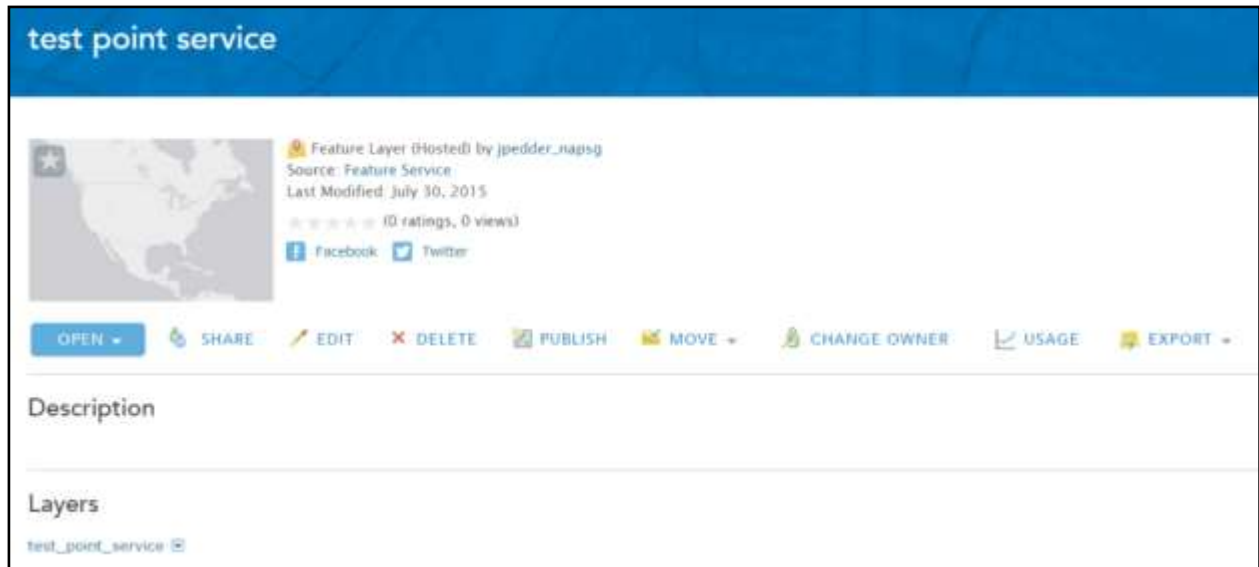 test point service
Feature Layer (Hosted) by jpedder_napsg
Source: Feature Service
Last Modified: July 30, 2015
(0 ratings, 0 views)
Facebook Twitter
OPEN SHARE EDIT DELETE PUBLISH MOVE CHANGE OWNER USAGE EXPORT
Description
Layers
test_point_service